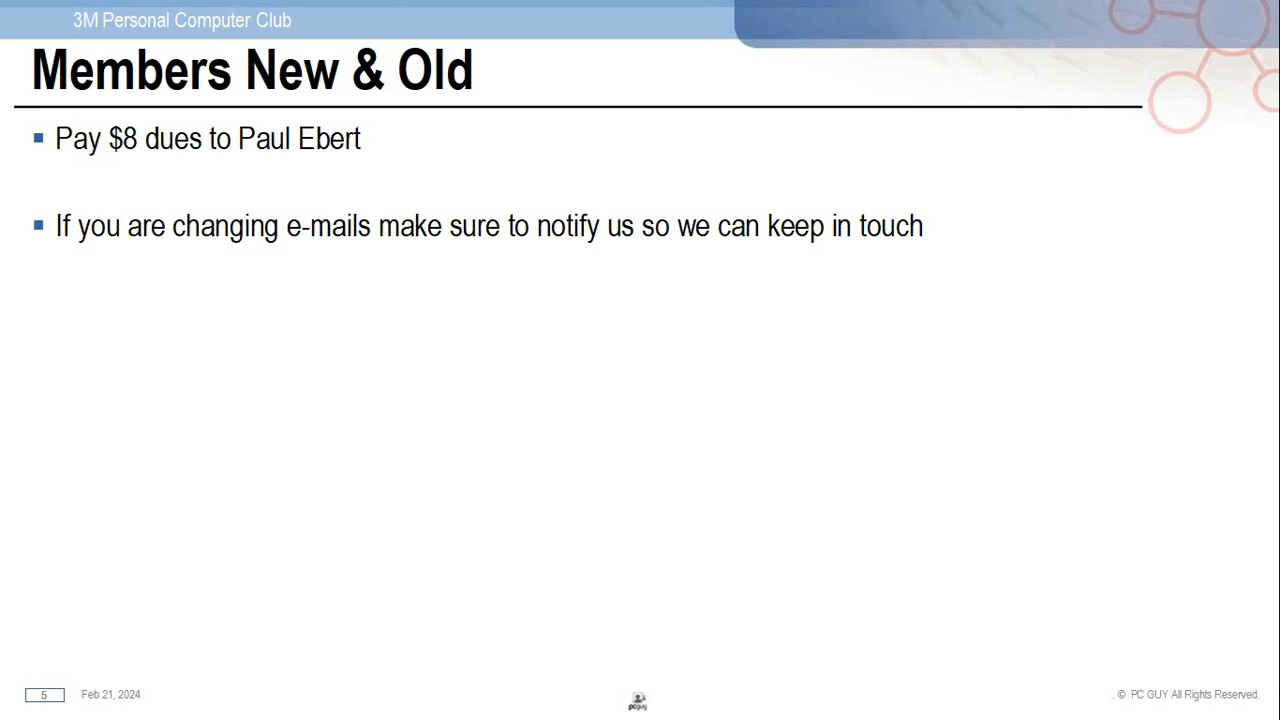 3M Personal Computer Club
Members New & Old
Pay $8 dues to Paul Ebert
If you are changing e-mails make sure to notify us so we can keep in touch
5
Feb 21, 2024
pcguy
. © PC GUY All Rights Reserved.